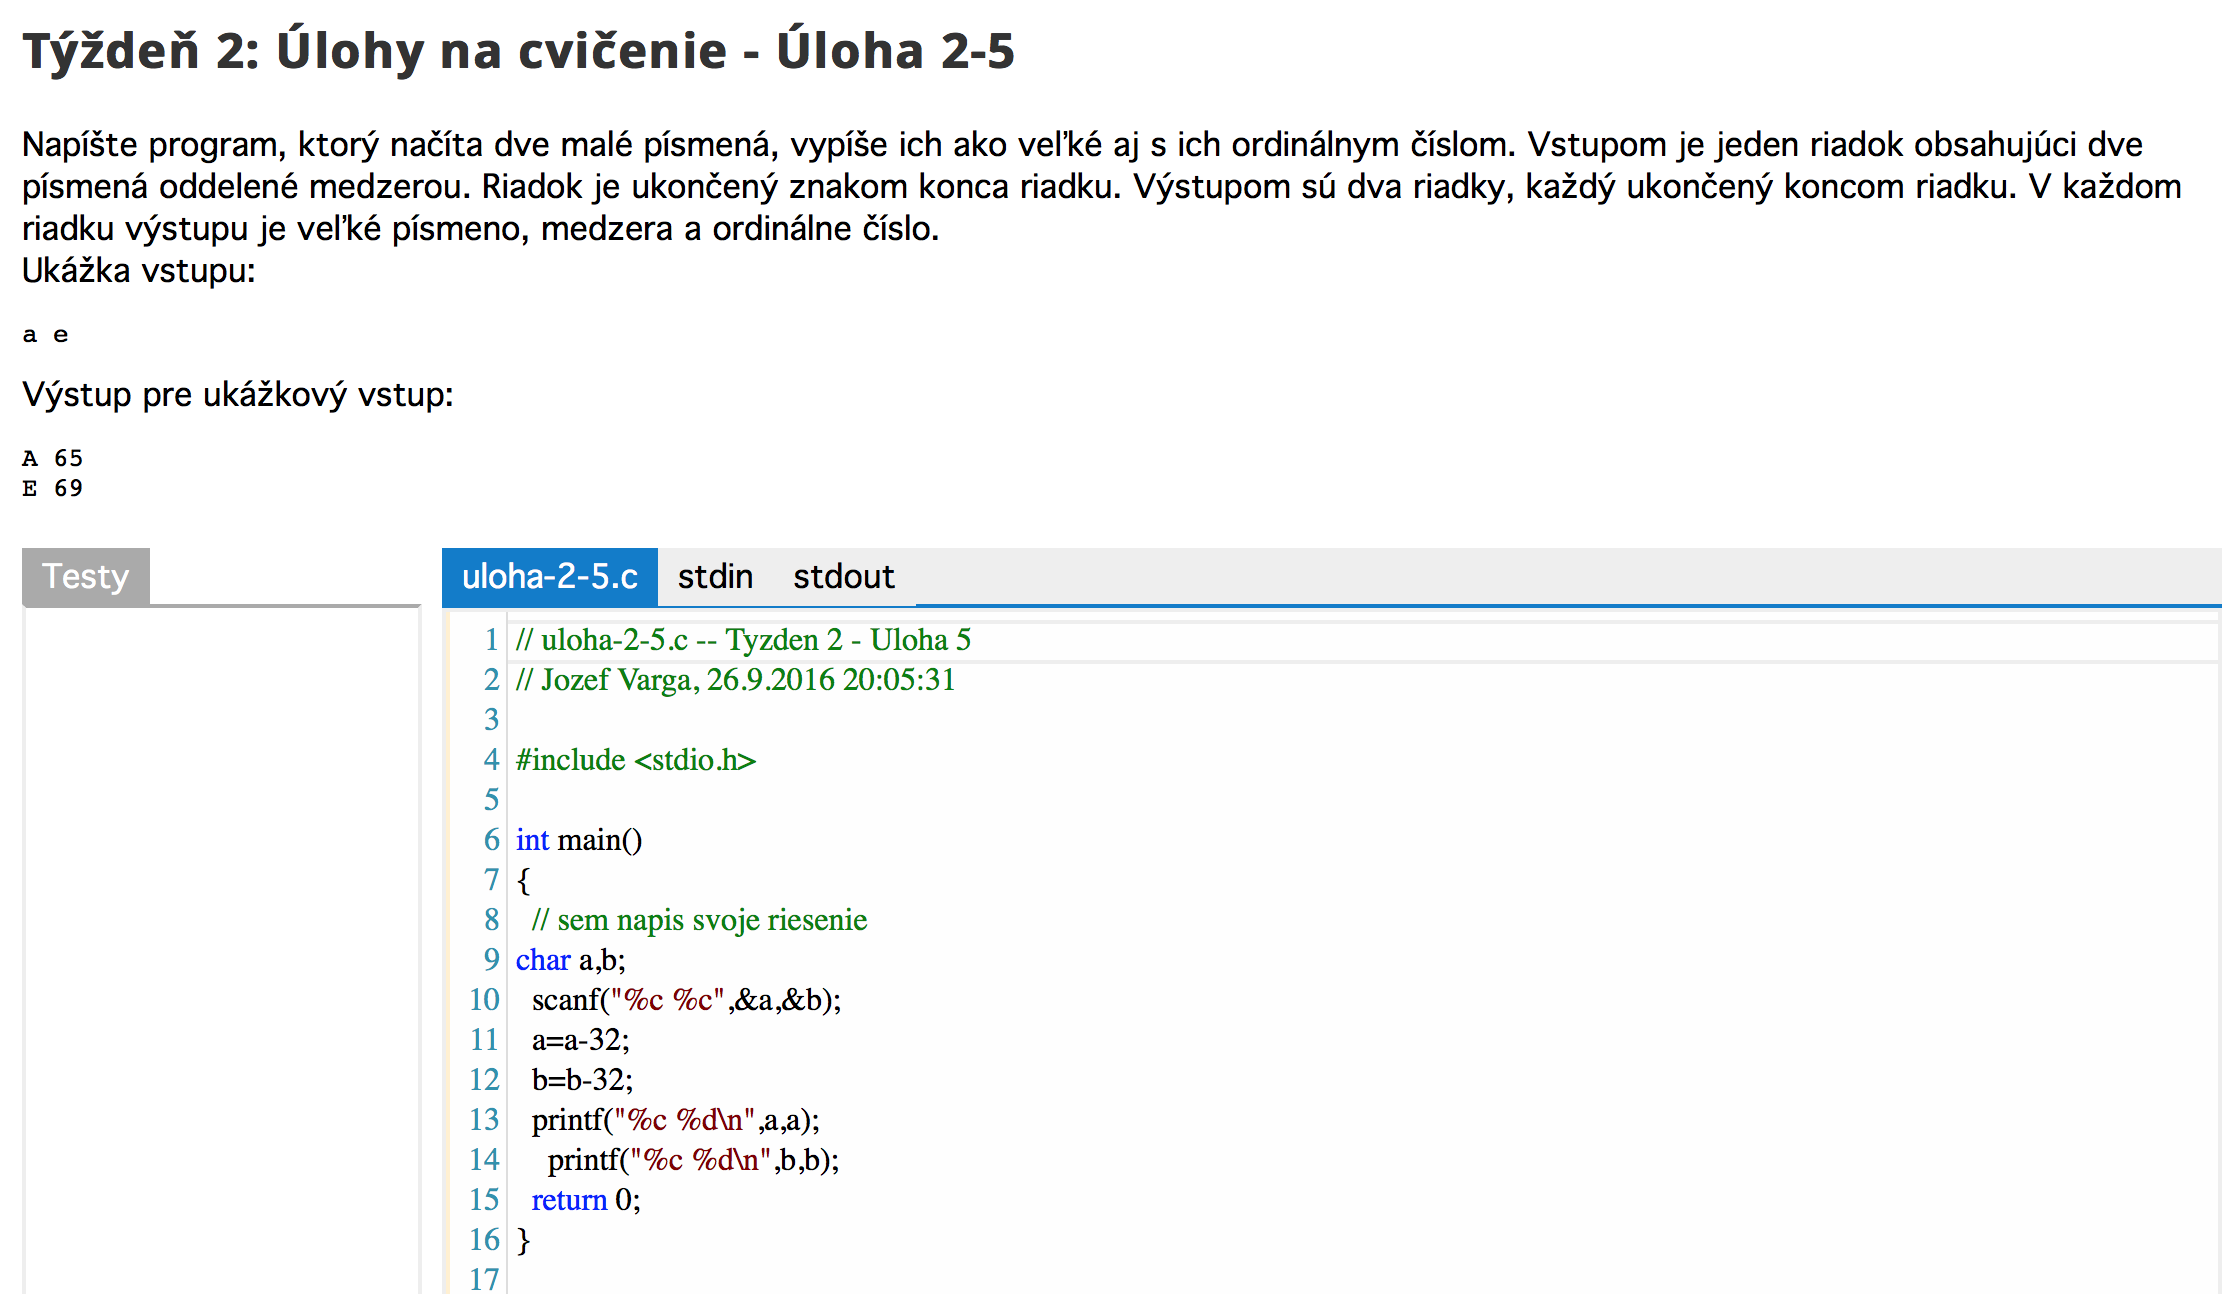 Týždeň 2: Úlohy na cvičenie - Úloha 2-5
Napíšte program, ktorý načíta dve malé písmená, vypíše ich ako veľké aj s ich ordinálnym číslom. Vstupom je jeden riadok obsahujúci dve
písmená oddelené medzerou. Riadok je ukončený znakom konca riadku. Výstupom sú dva riadky, každý ukončený koncom riadku. V každom
riadku výstupu je veľké písmeno, medzera a ordinálne číslo.
Ukážka vstupu:
a e
Výstup pre ukážkový vstup:
A 65
E 69
Testy
uloha-2-5.c stdin stdout
1 // uloha-2-5.c -- Tyzden 2 - Uloha 5
2 // Jozef Varga, 26.9.2016 20:05:31
3
4 #include <stdio.h>
5
6 int main()
7 {
8 // sem napis svoje riesenie
9 char a,b;
10 scanf("%c %c",&a,&b);
11 a=a-32;
12 b=b-32;
13 printf("%c %d\n",a,a);
14 printf("%c %d\n",b,b);
15 return 0;
16 }
17